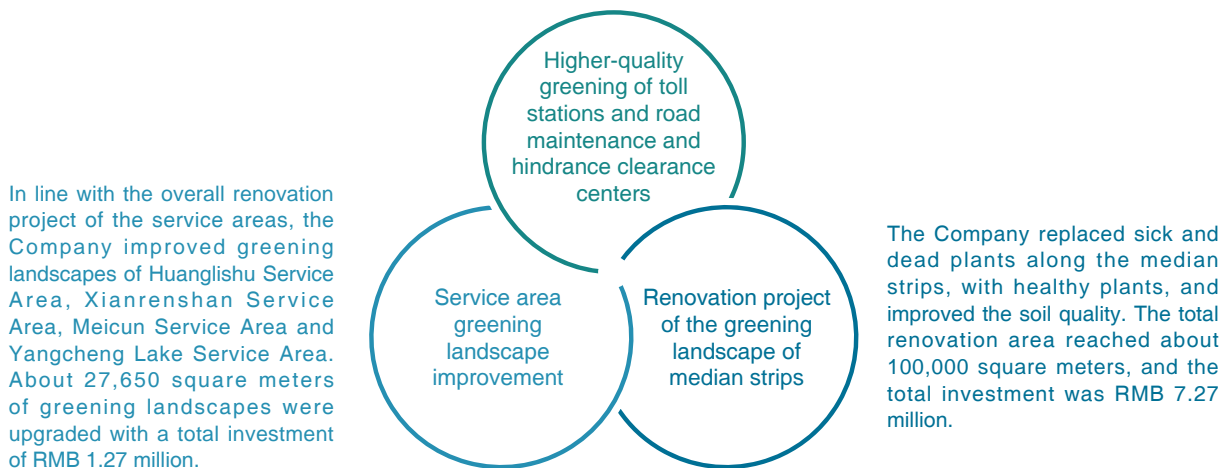 Higher-quality
greening of toll
stations and road
maintenance and
hindrance clearance
centers
In line with the overall renovation
project of the service areas, the
Company improved greening
landscapes of Huanglishu Service
Area, Xianrenshan Service
Area, Meicun Service Area and
Yangcheng Lake Service Area.
About 27,650 square meters
of greening landscapes were
upgraded with a total investment
of RMB 1.27 million.
Service area
greening
landscape
improvement
Renovation project
of the greening
landscape of
median strips
The Company replaced sick and
dead plants along the median
strips, with healthy plants, and
improved the soil quality. The total
renovation area reached about
100,000 square meters, and the
total investment was RMB 7.27
million.